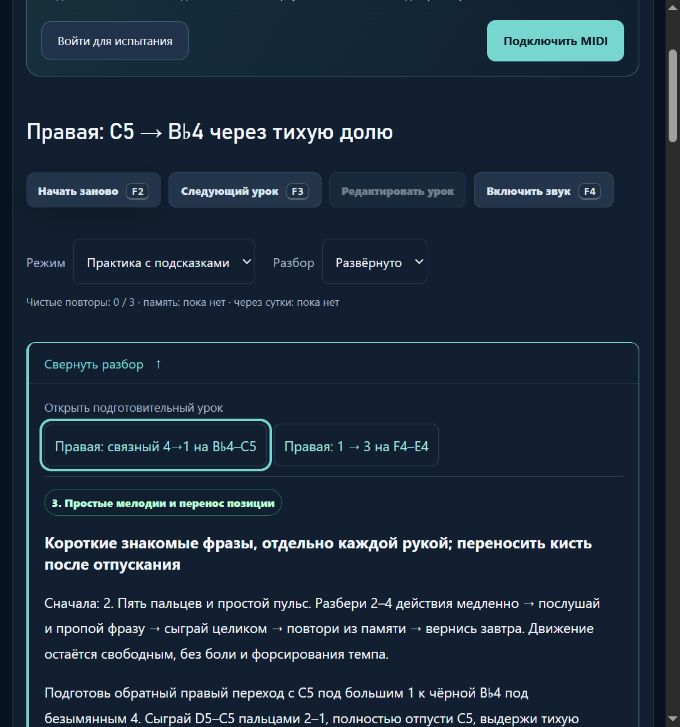 Войти для испытания
Подключить MIDI
Правая: C5 → B♭4 через тихую долю
Начать заново F2
Следующий урок F3
Редактировать урок
Включить звук F4
Режим Практика с подсказками Разбор Развёрнуто
Чистые повторы: 0 / 3 · память: пока нет · через сутки: пока нет
Свернуть разбор ↑
Открыть подготовительный урок
Правая: связный 4→1 на B♭4–C5
Правая: 1 → 3 на F4–E4
3. Простые мелодии и перенос позиции
Короткие знакомые фразы, отдельно каждой рукой; переносить кисть
после отпускания
Сначала: 2. Пять пальцев и простой пульс. Разбери 2–4 действия медленно → послушай
и пропой фразу → сыграй целиком → повтори из памяти → вернись завтра. Движение
остаётся свободным, без боли и форсирования темпа.
Подготовь обратный правый переход с C5 под большим 1 к чёрной B♭4 под
безымянным 4. Сыграй D5–C5 пальцами 2–1, полностью отпусти C5, выдержи тихую